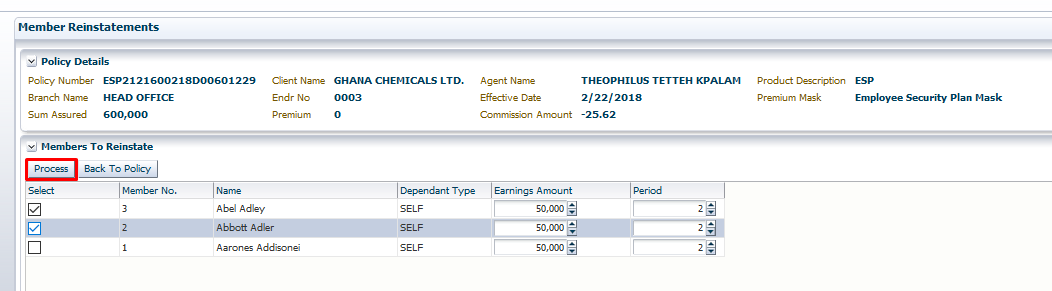 Member Reinstatements
Policy Details
Policy Number ESP2121600218D00601229 Client Name GHANA CHEMICALS LTD. Agent Name THEOPHILUS TETTEH KPALAM Product Description ESP
Branch Name HEAD OFFICE Endr No 0003 Effective Date 2/22/2018 Premium Mask Employee Security Plan Mask
Sum Assured 600,000 Premium 0 Commission Amount -25.62
Members To Reinstate
Process Back To Policy
Select Member No. Name Dependant Type Earnings Amount Period
3 Abel Adley SELF 50,000 2
2 Abbott Adler SELF 50,000 2
1 Aarones Addisonei SELF 50,000 2